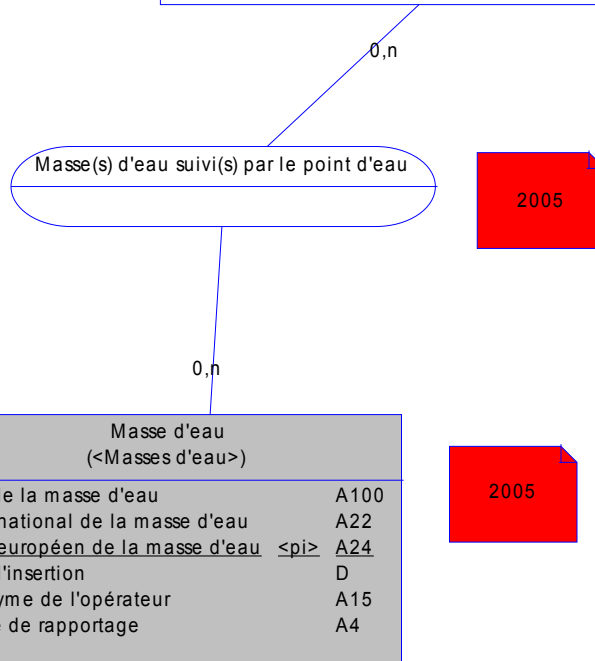 0,n
Masse(s) d'eau suivi(s) par le point d'eau
2005
0,n
Masse d'eau
(<Masses d'eau>)
2005
de la masse d'eau A100
national de la masse d'eau A22
européen de la masse d'eau <pi> A24
d'insertion D
yme de l'opérateur A15
de rapportage A4